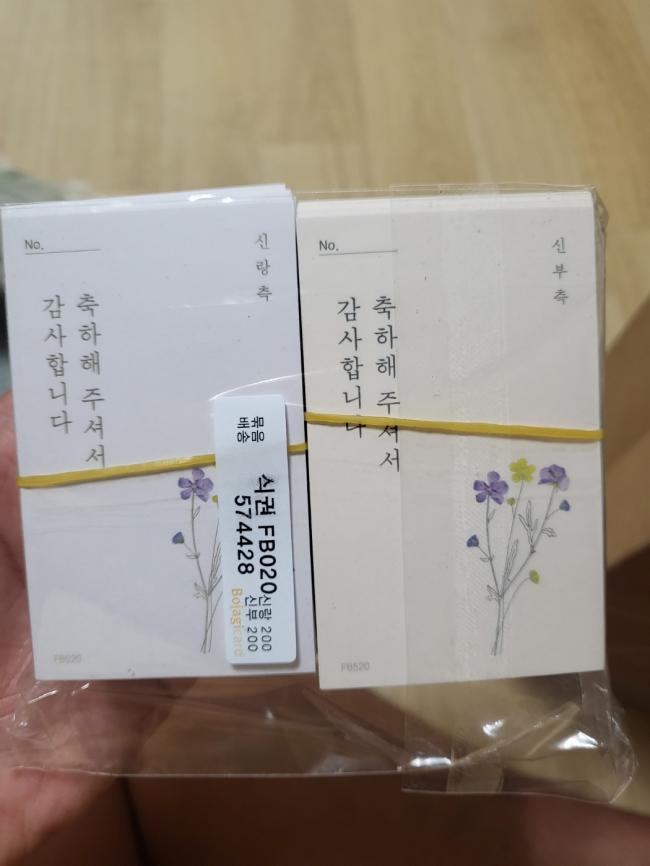 No.
신랑측
축하해 주셔서
감사합니다
FB020
No.
신부측
축하해 주셔서
감사합니다
FB520
묶음
배송
식권 FB020
574428
신랑 200
신부 200
Bojagicard